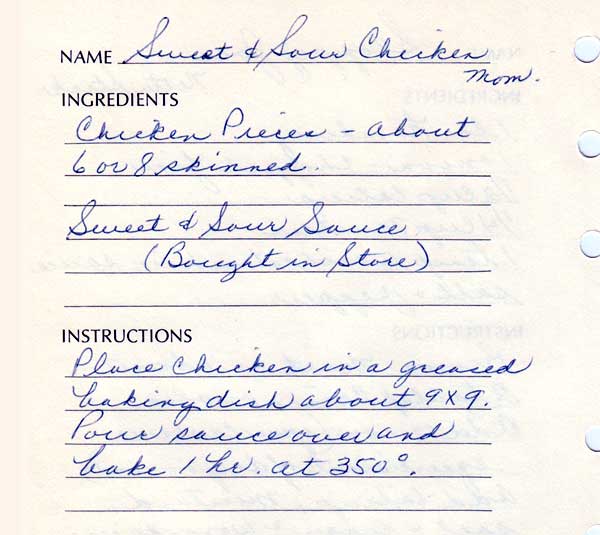 NAME Sweet & Sour Chicken
Mom.
INGREDIENTS
Chicken Pieces - about
6 or 8 skinned.
Sweet & Sour Sauce
(Bought in Store)
INSTRUCTIONS
Place Chicken in a greased
baking dish about 9x9.
Pour sauce over and
bake 1 hr. at 350°.